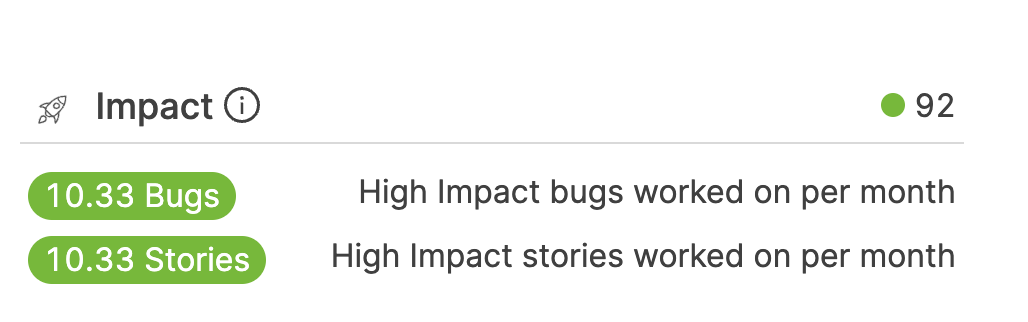 Impact 92
10.33 Bugs High Impact bugs worked on per month
10.33 Stories High Impact stories worked on per month